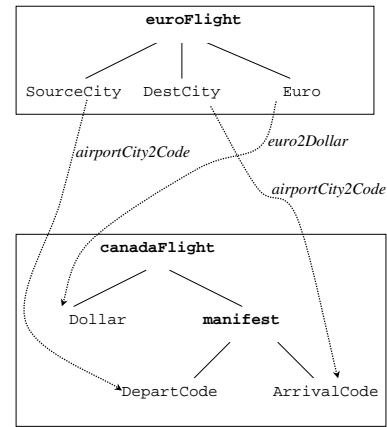 euroFlight
SourceCity DestCity Euro
airportCity2Code
euro2Dollar
airportCity2Code
canadaFlight
Dollar manifest
DepartCode ArrivalCode